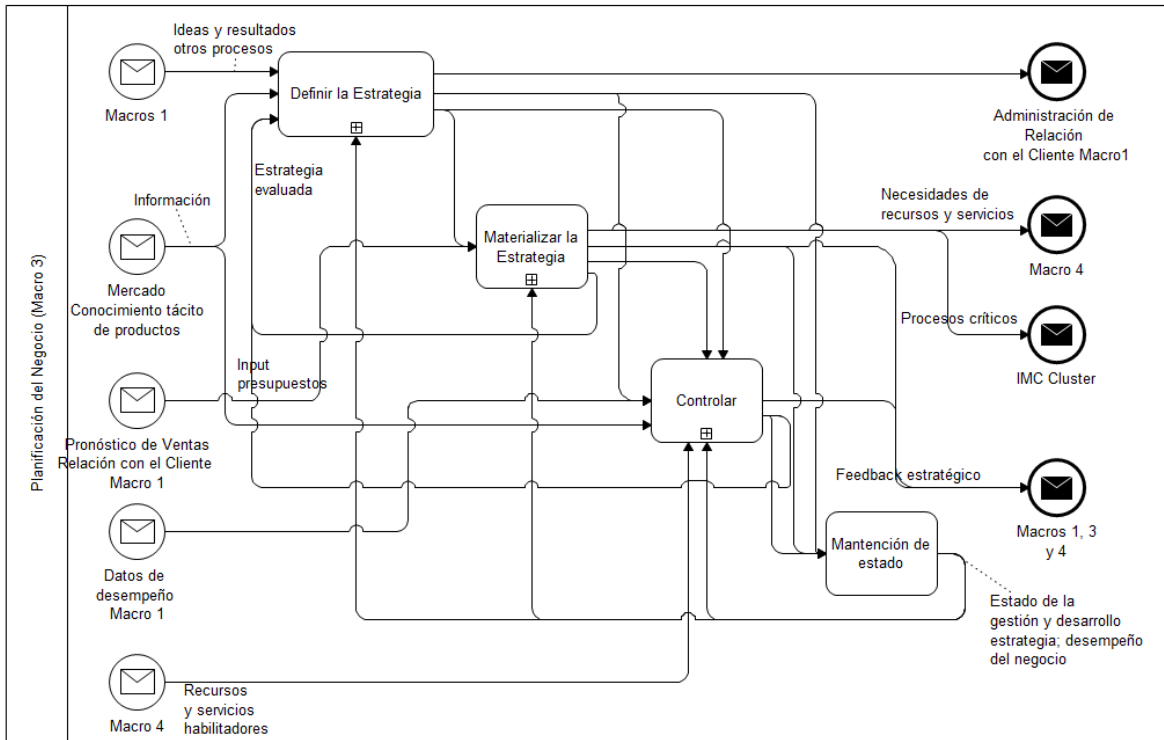 Planificación del Negocio (Macro 3)
Ideas y resultados
otros procesos
Macros 1
Definir la Estrategia
Administración de
Relación
con el Cliente Macro1
Estrategia
evaluada
Información
Mercado
Conocimiento tácito
de productos
Materializar la
Estrategia
Necesidades de
recursos y servicios
Macro 4
Procesos críticos
IMC Cluster
Input
presupuestos
Pronóstico de Ventas
Relación con el Cliente
Macro 1
Controlar
Feedback estratégico
Macros 1, 3
y 4
Datos de
desempeño
Macro 1
Mantención de
estado
Estado de la
gestión y desarrollo
estrategia; desempeño
del negocio
Macro 4
Recursos
y servicios
habilitadores